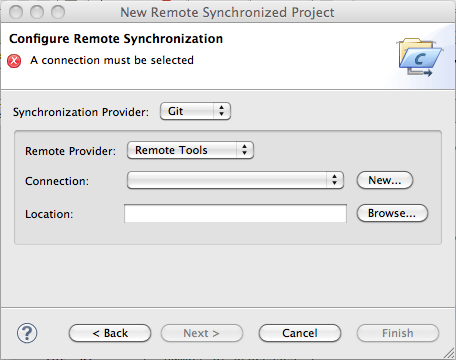 New Remote Synchronized Project
Configure Remote Synchronization
A connection must be selected
Synchronization Provider: Git
Remote Provider: Remote Tools
Connection: New...
Location: Browse...
? < Back Next > Cancel Finish